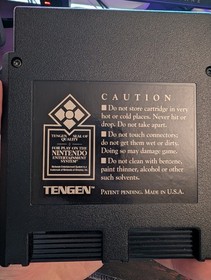 CAUTION
■ Do not store cartridge in very
hot or cold places. Never hit or
drop. Do not take apart.
■ Do not touch connectors;
do not get them wet or dirty.
Doing so may damage game.
■ Do not clean with benzene,
paint thinner, alcohol or other
such solvents.
PATENT PENDING. MADE IN U.S.A.
TENGEN SEAL OF
QUALITY
FOR PLAY ON THE
NINTENDO
ENTERTAINMENT
SYSTEM
TENGEN™